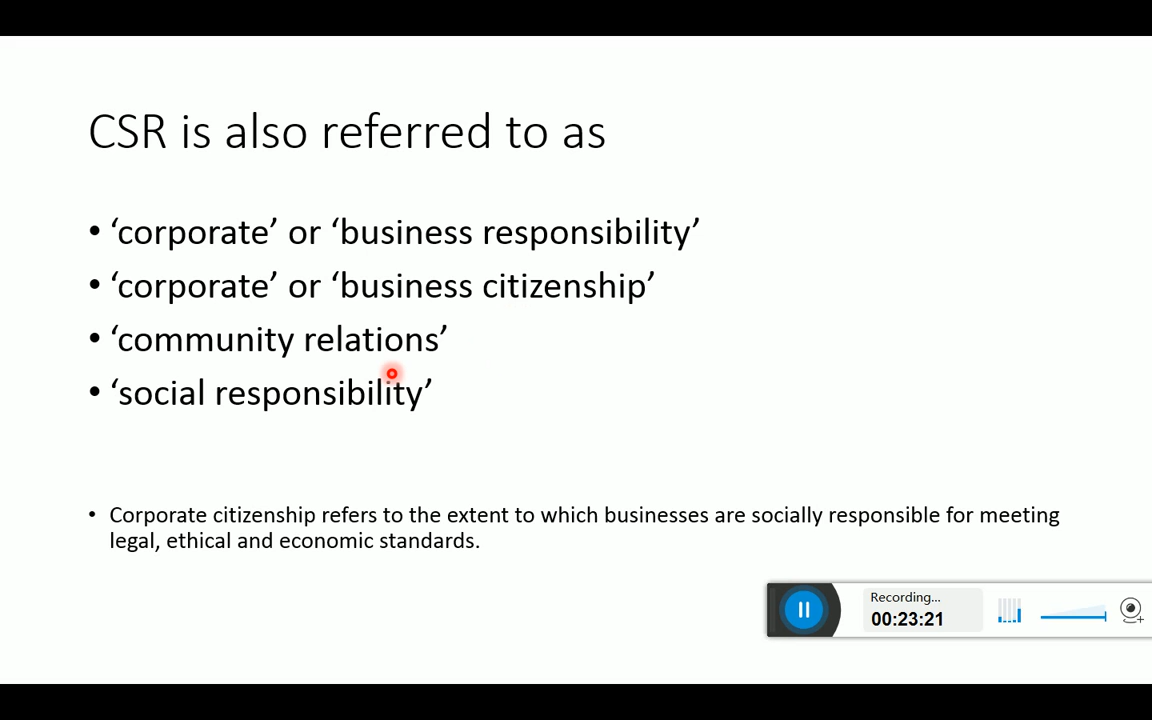 CSR is also referred to as
• ‘corporate’ or ‘business responsibility’
• ‘corporate’ or ‘business citizenship’
• ‘community relations’
• ‘social responsibility’
• Corporate citizenship refers to the extent to which businesses are socially responsible for meeting
legal, ethical and economic standards.
Recording...
00:23:21